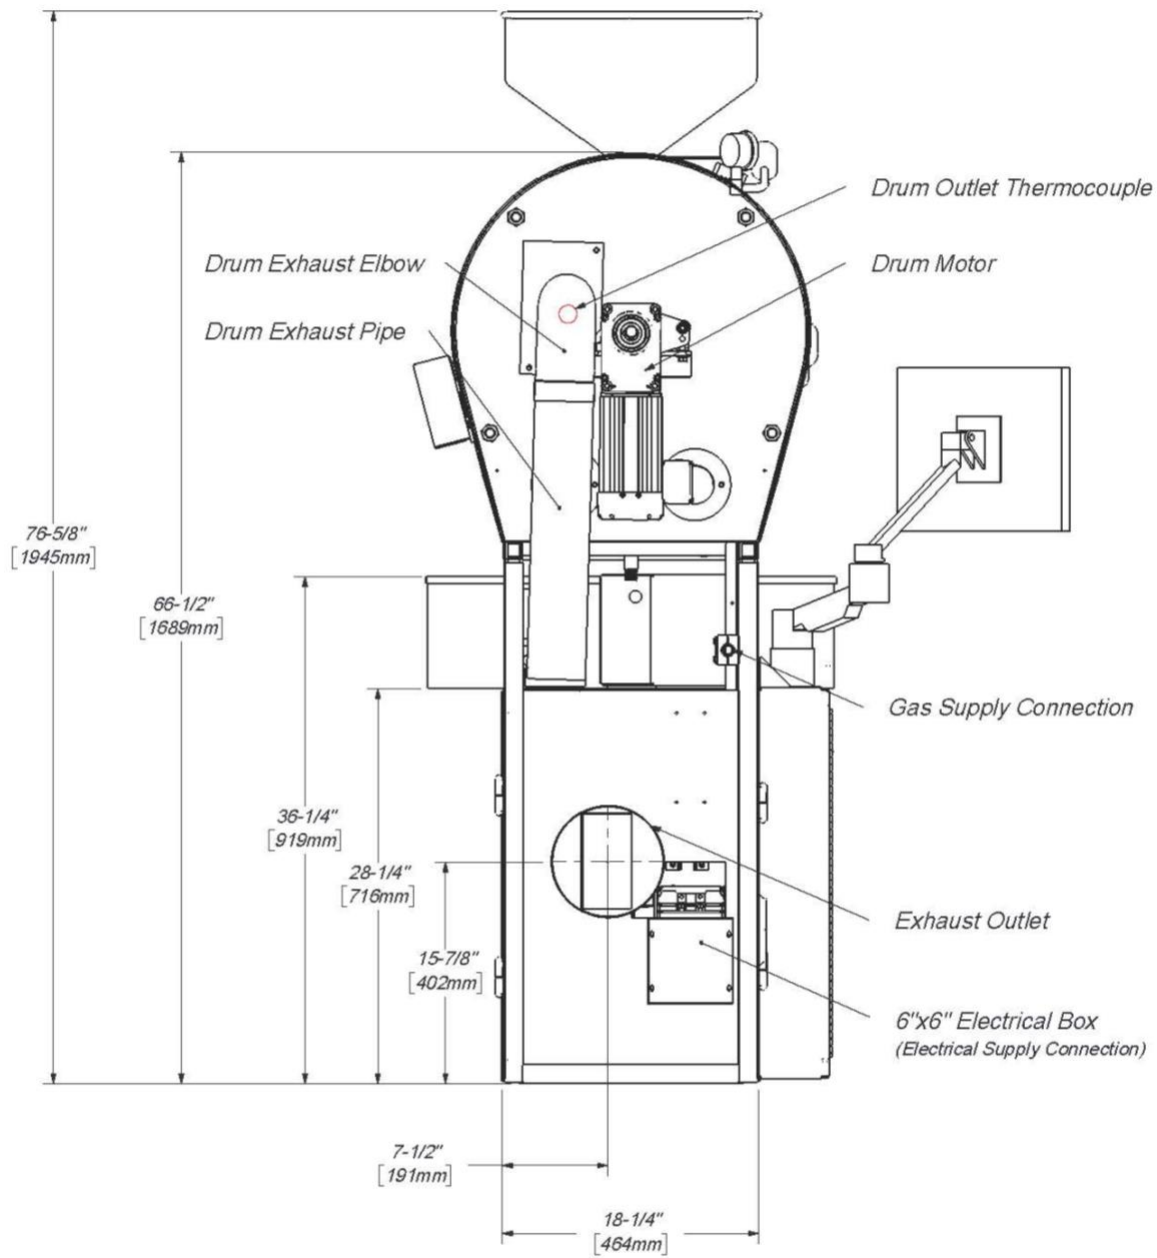 Drum Outlet Thermocouple
Drum Exhaust Elbow
Drum Motor
Drum Exhaust Pipe
76-5/8"
[1945mm]
66-1/2"
[1689mm]
Gas Supply Connection
36-1/4"
[919mm]
28-1/4"
[716mm]
Exhaust Outlet
15-7/8"
[402mm]
6"x6" Electrical Box
(Electrical Supply Connection)
7-1/2"
[191mm]
18-1/4"
[464mm]